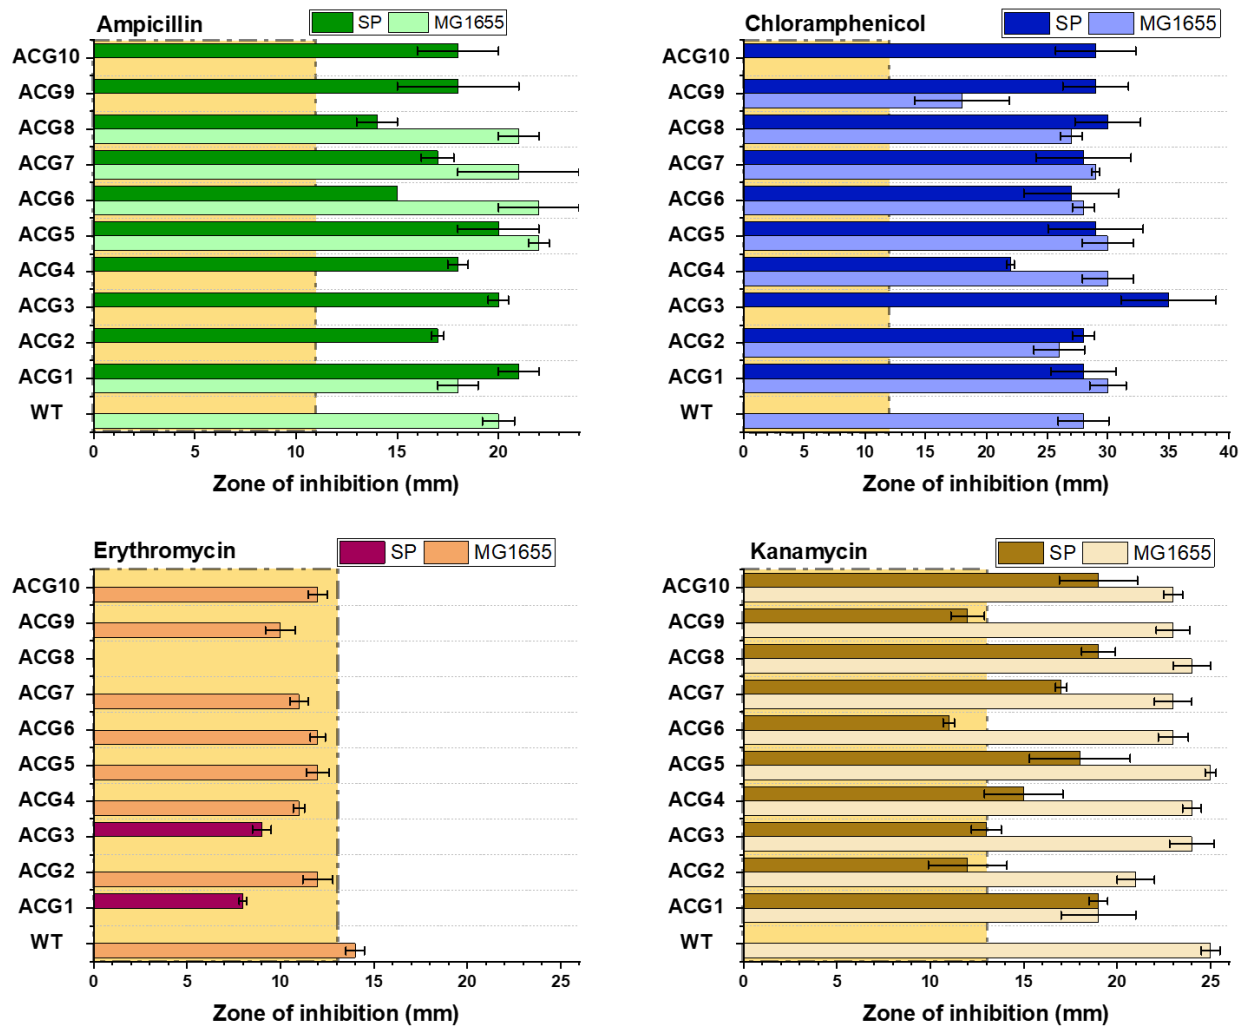 Ampicillin
SP MG1655
ACG10
ACG9
ACG8
ACG7
ACG6
ACG5
ACG4
ACG3
ACG2
ACG1
WT
0 5 10 15 20
Zone of inhibition (mm)
Chloramphenicol
SP MG1655
ACG10
ACG9
ACG8
ACG7
ACG6
ACG5
ACG4
ACG3
ACG2
ACG1
WT
0 5 10 15 20 25 30 35 40
Zone of inhibition (mm)
Erythromycin
SP MG1655
ACG10
ACG9
ACG8
ACG7
ACG6
ACG5
ACG4
ACG3
ACG2
ACG1
WT
0 5 10 15 20 25
Zone of inhibition (mm)
Kanamycin
SP MG1655
ACG10
ACG9
ACG8
ACG7
ACG6
ACG5
ACG4
ACG3
ACG2
ACG1
WT
0 5 10 15 20 25
Zone of inhibition (mm)